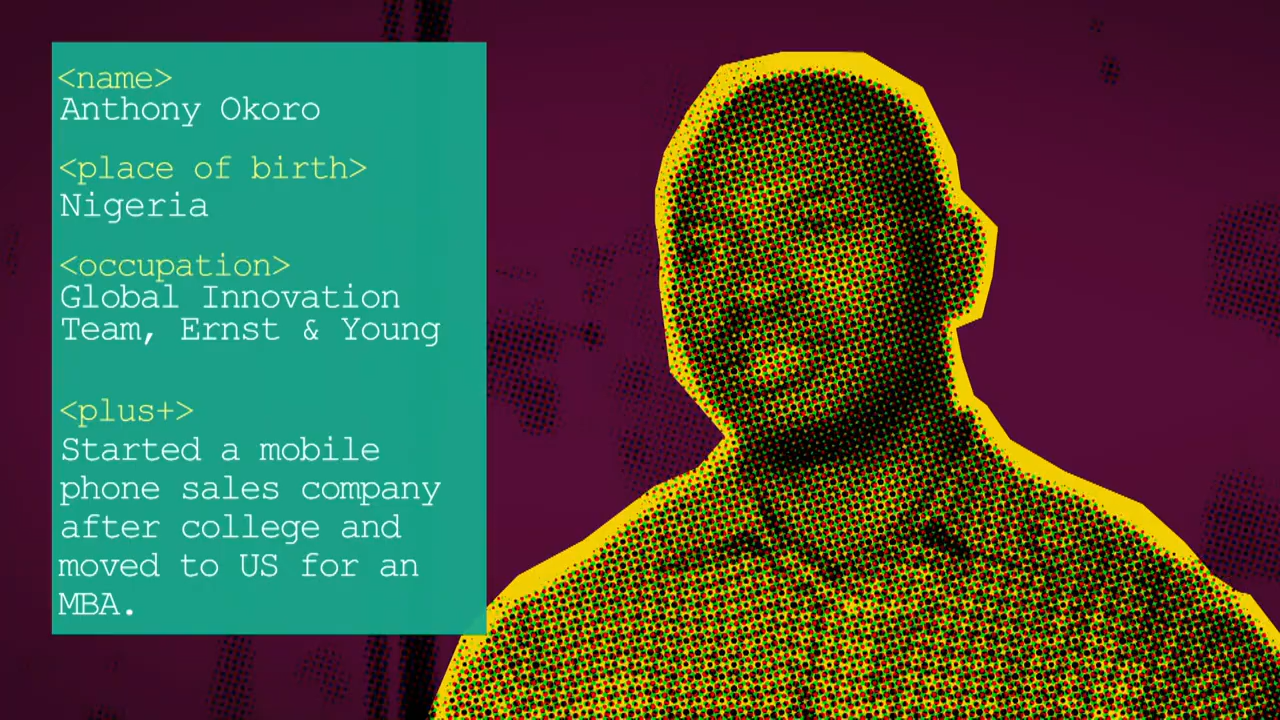 <name>
Anthony Okoro
<place of birth>
Nigeria
<occupation>
Global Innovation
Team, Ernst & Young
<plus+>
Started a mobile
phone sales company
after college and
moved to US for an
MBA.